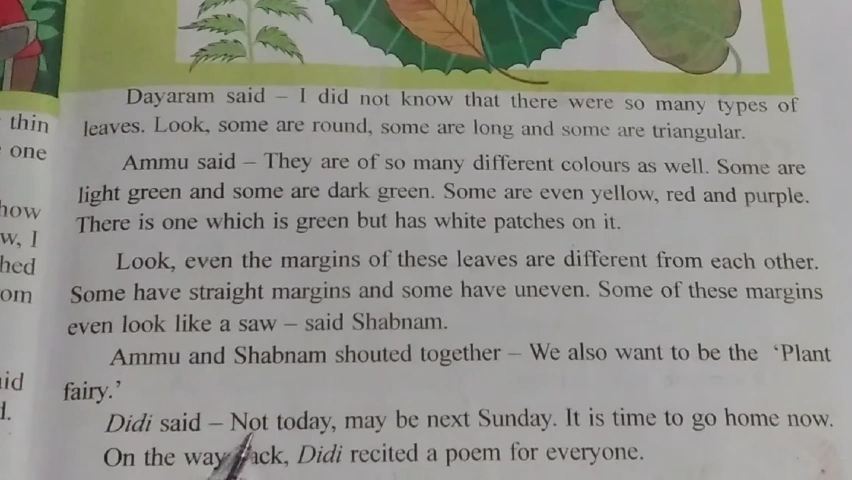 thin
one
how
w, I
hed
om
id
d.
Dayaram said – I did not know that there were so many types of
leaves. Look, some are round, some are long and some are triangular.
Ammu said – They are of so many different colours as well. Some are
light green and some are dark green. Some are even yellow, red and purple.
There is one which is green but has white patches on it.
Look, even the margins of these leaves are different from each other.
Some have straight margins and some have uneven. Some of these margins
even look like a saw – said Shabnam.
Ammu and Shabnam shouted together – We also want to be the ‘Plant
fairy.’
Didi said – Not today, may be next Sunday. It is time to go home now.
On the way ack, Didi recited a poem for everyone.